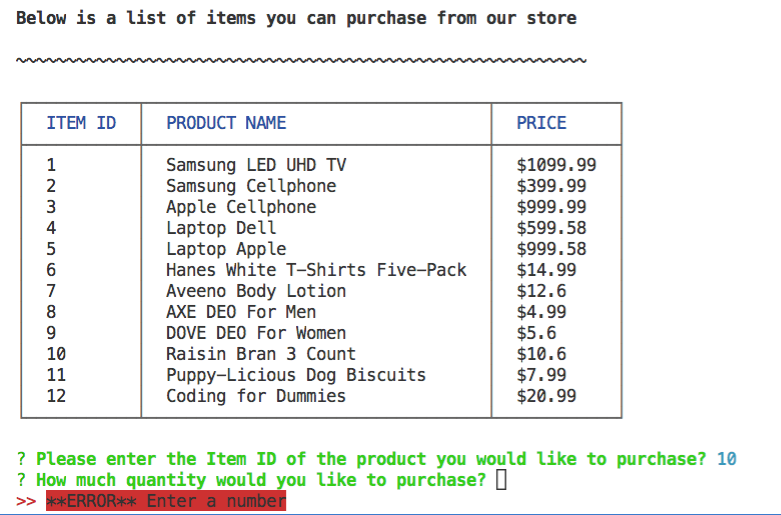 Below is a list of items you can purchase from our store
~~~~~~~~~~~~~~~~~~~~~~~~~~~~~~~~~~~~~~~~~~~~~~~~~~~~~~~~~
ITEM ID PRODUCT NAME PRICE
1 Samsung LED UHD TV $1099.99
2 Samsung Cellphone $399.99
3 Apple Cellphone $999.99
4 Laptop Dell $599.58
5 Laptop Apple $999.58
6 Hanes White T-Shirts Five-Pack $14.99
7 Aveeno Body Lotion $12.6
8 AXE DEO For Men $4.99
9 DOVE DEO For Women $5.6
10 Raisin Bran 3 Count $10.6
11 Puppy-Licious Dog Biscuits $7.99
12 Coding for Dummies $20.99
? Please enter the Item ID of the product you would like to purchase? 10
? How much quantity would you like to purchase?
>> **ERROR** Enter a number